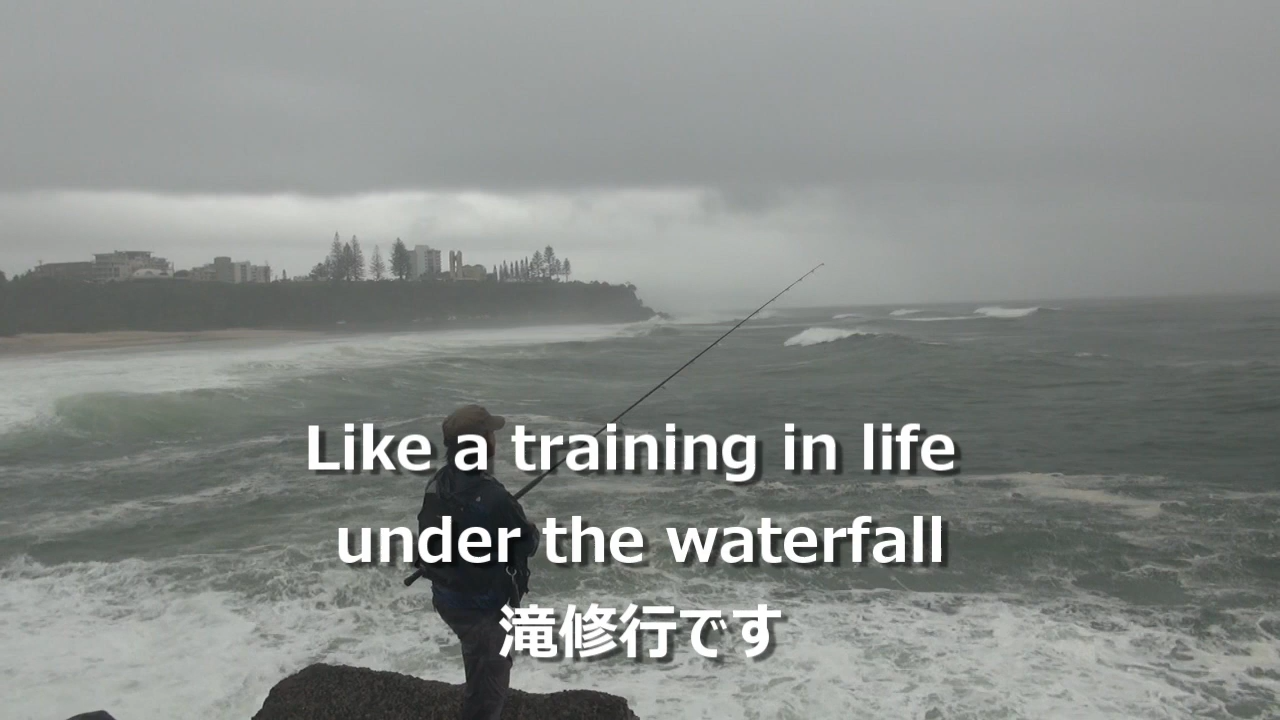 Like a training in life
under the waterfall
滝修行です